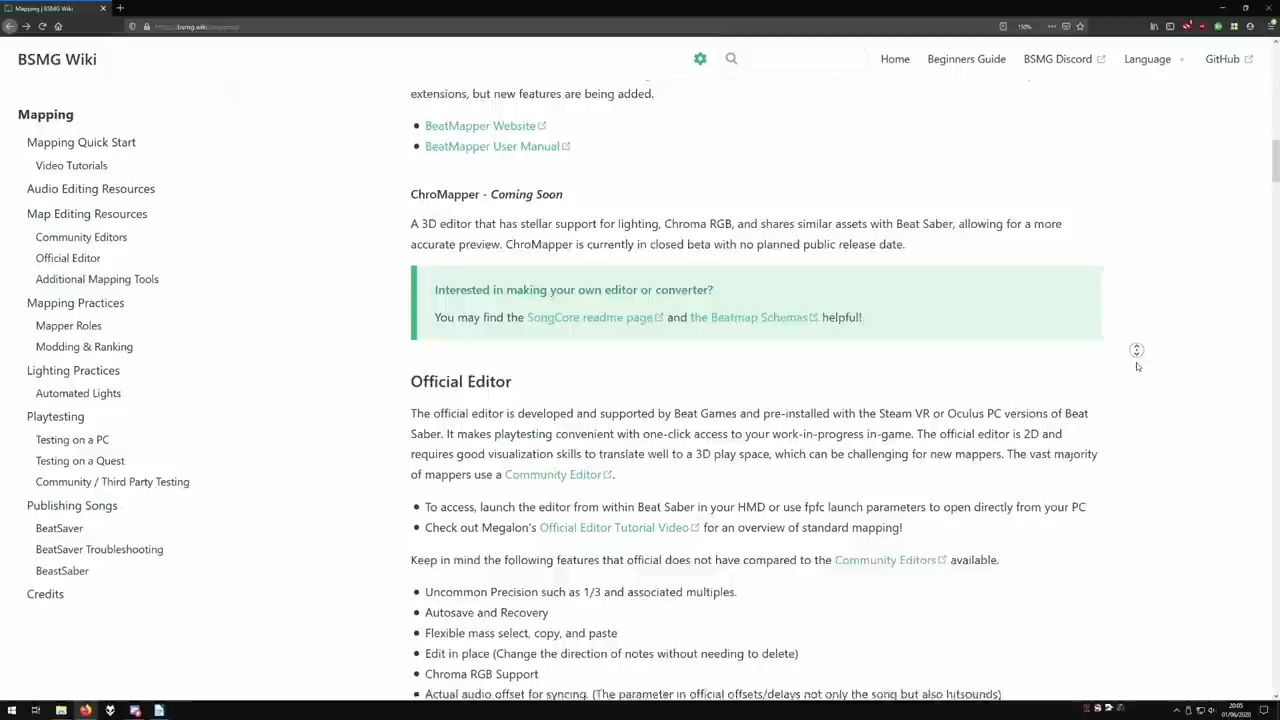 Mapping | BSMG Wiki
https://bsmg.wiki/mapping/
150%
BSMG Wiki
Home
Beginners Guide
BSMG Discord
Language
GitHub
Mapping
Mapping Quick Start
Video Tutorials
Audio Editing Resources
Map Editing Resources
Community Editors
Official Editor
Additional Mapping Tools
Mapping Practices
Mapper Roles
Modding & Ranking
Lighting Practices
Automated Lights
Playtesting
Testing on a PC
Testing on a Quest
Community / Third Party Testing
Publishing Songs
BeatSaver
BeatSaver Troubleshooting
BeastSaber
Credits
extensions, but new features are being added.
BeatMapper Website
BeatMapper User Manual
ChroMapper - Coming Soon
A 3D editor that has stellar support for lighting, Chroma RGB, and shares similar assets with Beat Saber, allowing for a more
accurate preview. ChroMapper is currently in closed beta with no planned public release date.
Interested in making your own editor or converter?
You may find the SongCore readme page and the Beatmap Schemas helpful!
Official Editor
The official editor is developed and supported by Beat Games and pre-installed with the Steam VR or Oculus PC versions of Beat
Saber. It makes playtesting convenient with one-click access to your work-in-progress in-game. The official editor is 2D and
requires good visualization skills to translate well to a 3D play space, which can be challenging for new mappers. The vast majority
of mappers use a Community Editor.
To access, launch the editor from within Beat Saber in your HMD or use fpfc launch parameters to open directly from your PC
Check out Megalon's Official Editor Tutorial Video for an overview of standard mapping!
Keep in mind the following features that official does not have compared to the Community Editors available.
Uncommon Precision such as 1/3 and associated multiples.
Autosave and Recovery
Flexible mass select, copy, and paste
Edit in place (Change the direction of notes without needing to delete)
Chroma RGB Support
Actual audio offset for syncing. (The parameter in official offsets/delays not only the song but also hitsounds)
20:05
01/06/2020